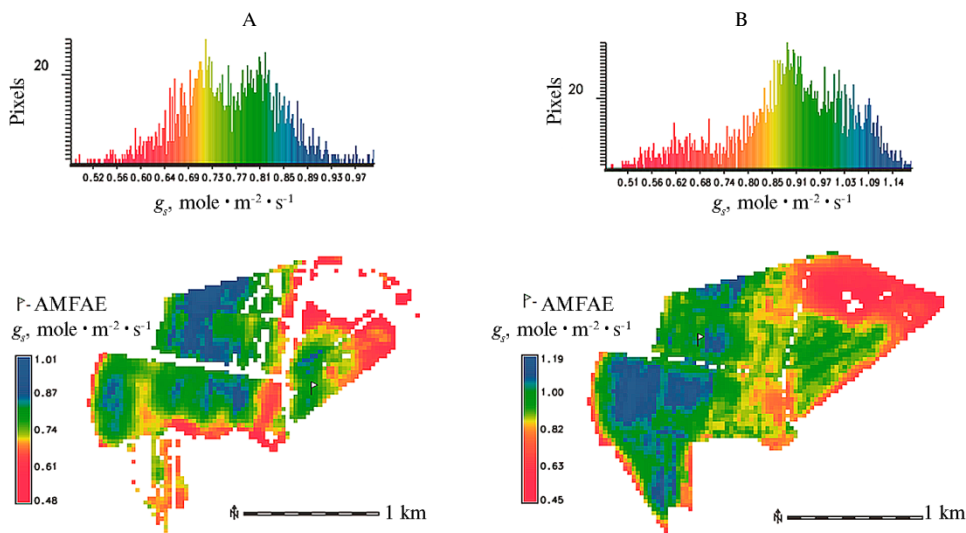 A
B
Pixels
20
0.52 0.56 0.60 0.64 0.69 0.73 0.77 0.81 0.85 0.89 0.93 0.97
gs, mole • m-2 • s-1
Pixels
20
0.51 0.56 0.62 0.68 0.74 0.80 0.85 0.91 0.97 1.03 1.09 1.14
gs, mole • m-2 • s-1
- AMFAE
gs, mole • m-2 • s-1
1.01
0.87
0.74
0.61
0.48
N
1 km
- AMFAE
gs, mole • m-2 • s-1
1.19
1.00
0.82
0.63
0.45
N
1 km